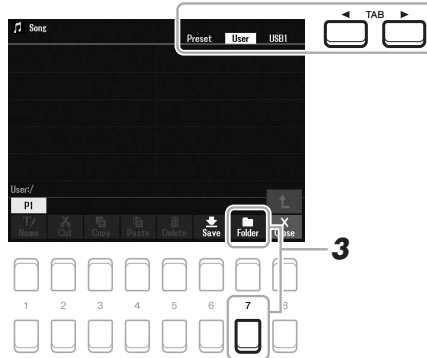 Song
Preset User USB1
◄ TAB ►
User:/
P1
Name Cut Copy Paste Delete Save Folder Close
3
1 2 3 4 5 6 7 8